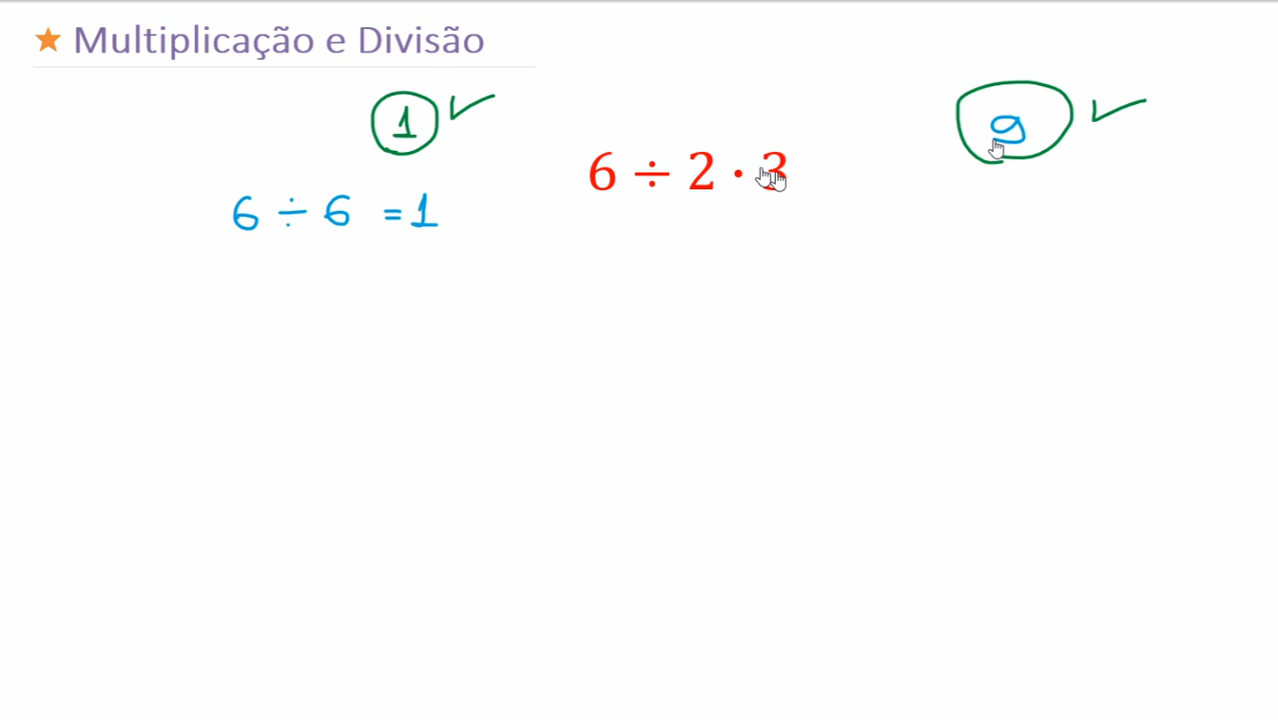 Multiplicação e Divisão
1
9
6 ÷ 2 · 3
6 ÷ 6 = 1